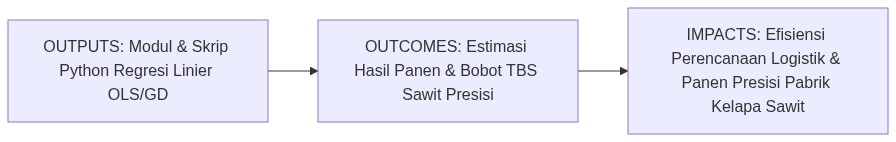 OUTPUTS: Modul & Skrip
Python Regresi Linier
OLS/GD
OUTCOMES: Estimasi
Hasil Panen & Bobot TBS
Sawit Presisi
IMPACTS: Efisiensi
Perencanaan Logistik &
Panen Presisi Pabrik
Kelapa Sawit